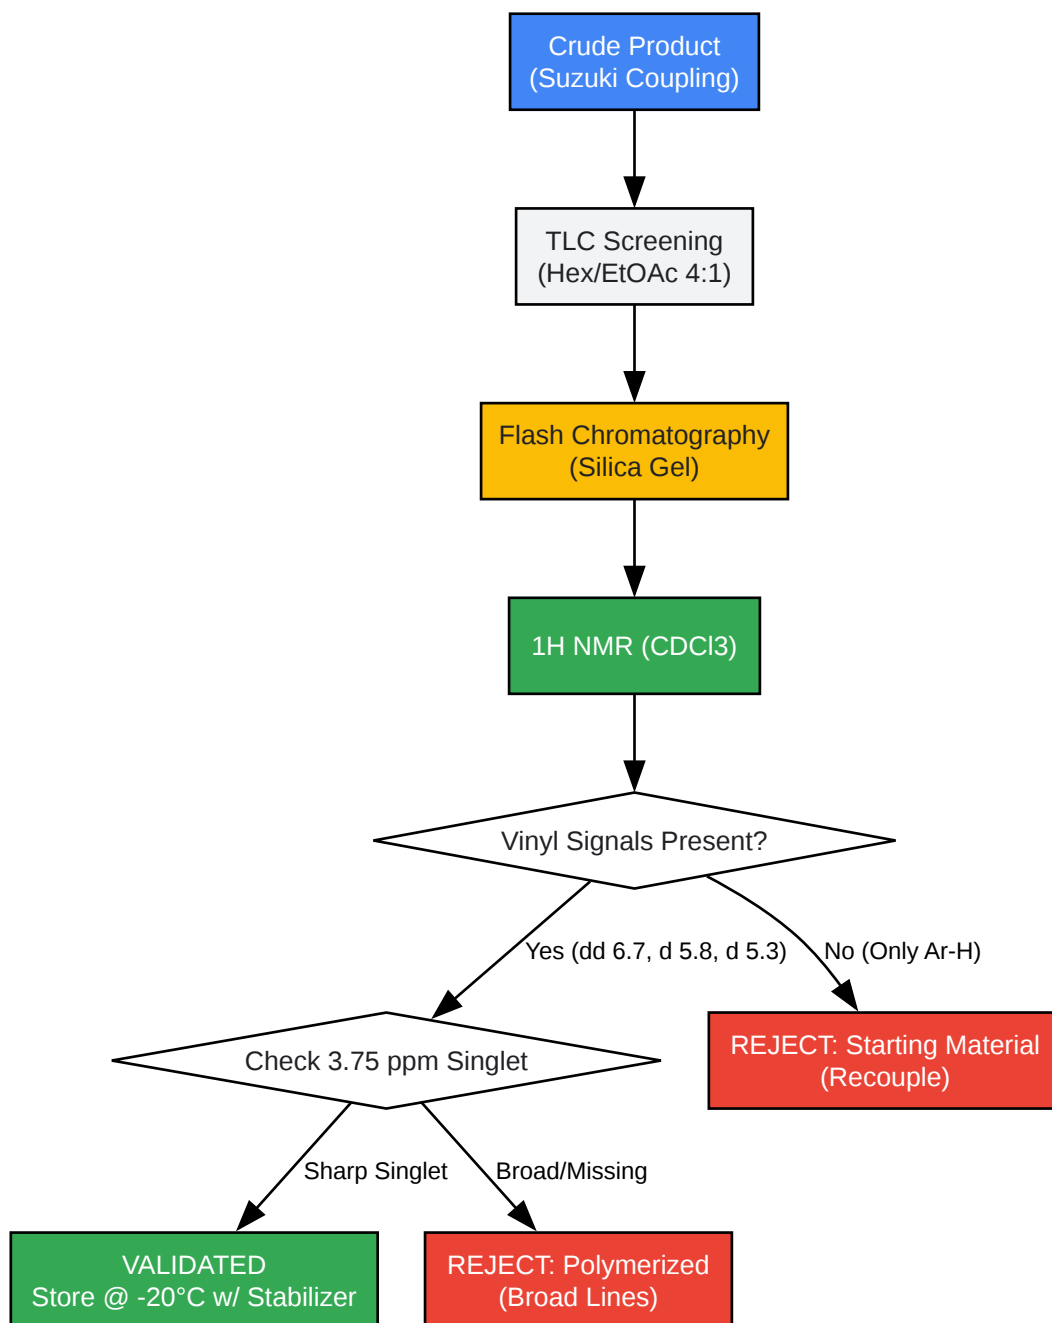 Crude Product
(Suzuki Coupling)
TLC Screening
(Hex/EtOAc 4:1)
Flash Chromatography
(Silica Gel)
1H NMR (CDCl3)
Vinyl Signals Present?
Yes (dd 6.7, d 5.8, d 5.3)
No (Only Ar-H)
Check 3.75 ppm Singlet
REJECT: Starting Material
(Recouple)
Sharp Singlet
Broad/Missing
VALIDATED
Store @ -20°C w/ Stabilizer
REJECT: Polymerized
(Broad Lines)